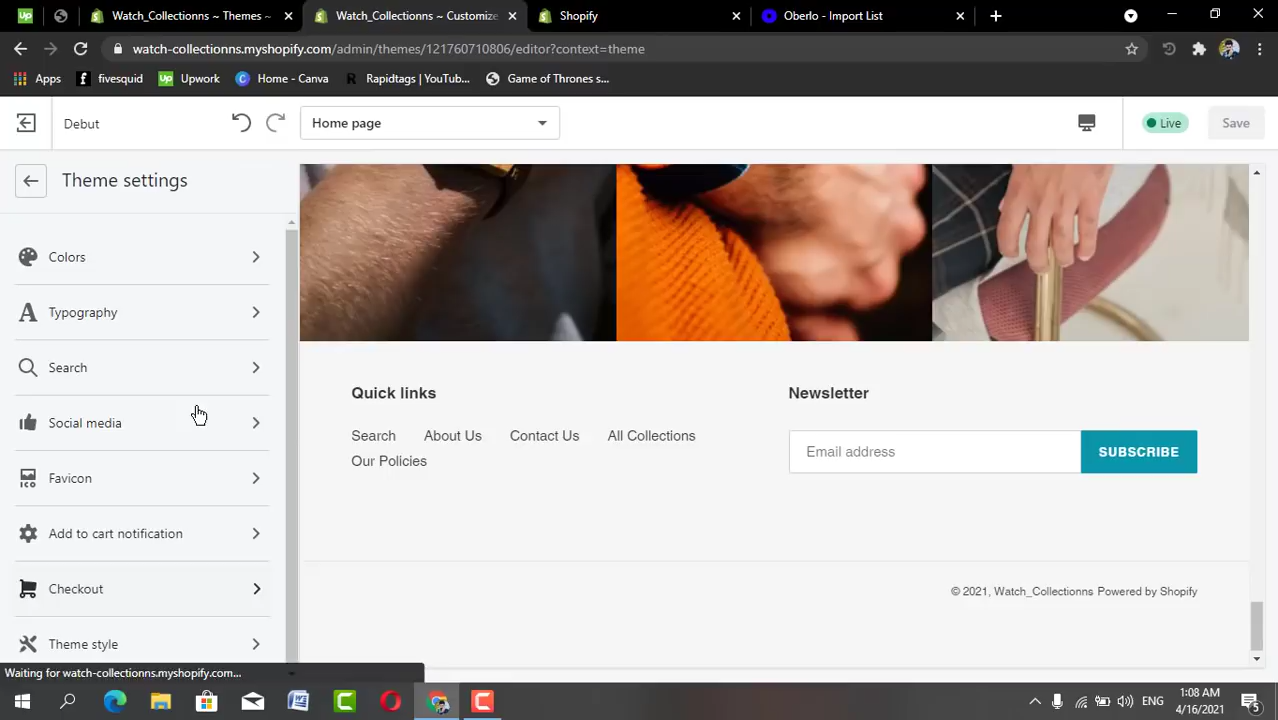 Watch_Collectionns ~ Themes ~
Watch_Collectionns ~ Customize
Shopify
Oberlo - Import List
watch-collectionns.myshopify.com/admin/themes/121760710806/editor?context=theme
Apps
fivesquid
Up
Upwork
Home - Canva
Rapidtags | YouTub...
Game of Thrones s...
Debut
Home page
Live
Save
Theme settings
Colors
Typography
Search
Social media
Favicon
Add to cart notification
Checkout
Theme style
Quick links
Search About Us Contact Us All Collections
Our Policies
Newsletter
Email address
SUBSCRIBE
© 2021, Watch_Collectionns Powered by Shopify
Waiting for watch-collectionns.myshopify.com...
ENG
1:08 AM
4/16/2021
5